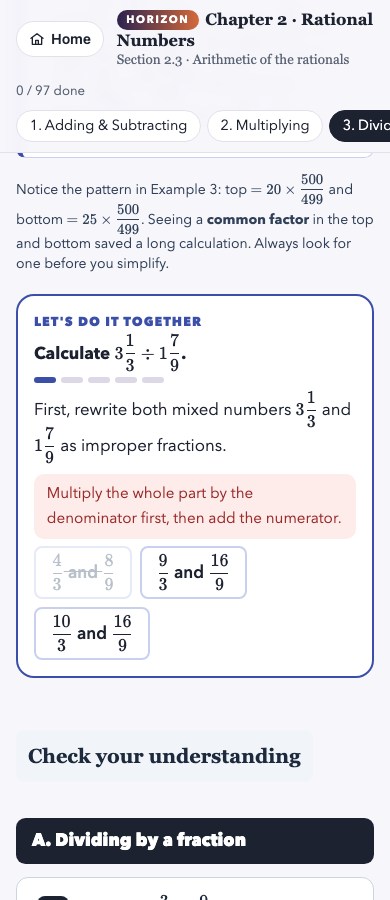 Home
HORIZON Chapter 2 · Rational
Numbers
Section 2.3 · Arithmetic of the rationals
0 / 97 done
1. Adding & Subtracting
2. Multiplying
3. Divid
Notice the pattern in Example 3: top = 20 × 500/499 and
bottom = 25 × 500/499. Seeing a common factor in the top
and bottom saved a long calculation. Always look for
one before you simplify.
LET'S DO IT TOGETHER
Calculate 3 1/3 ÷ 1 7/9.
First, rewrite both mixed numbers 3 1/3 and
1 7/9 as improper fractions.
Multiply the whole part by the
denominator first, then add the numerator.
4/3 and 8/9
9/3 and 16/9
10/3 and 16/9
Check your understanding
A. Dividing by a fraction